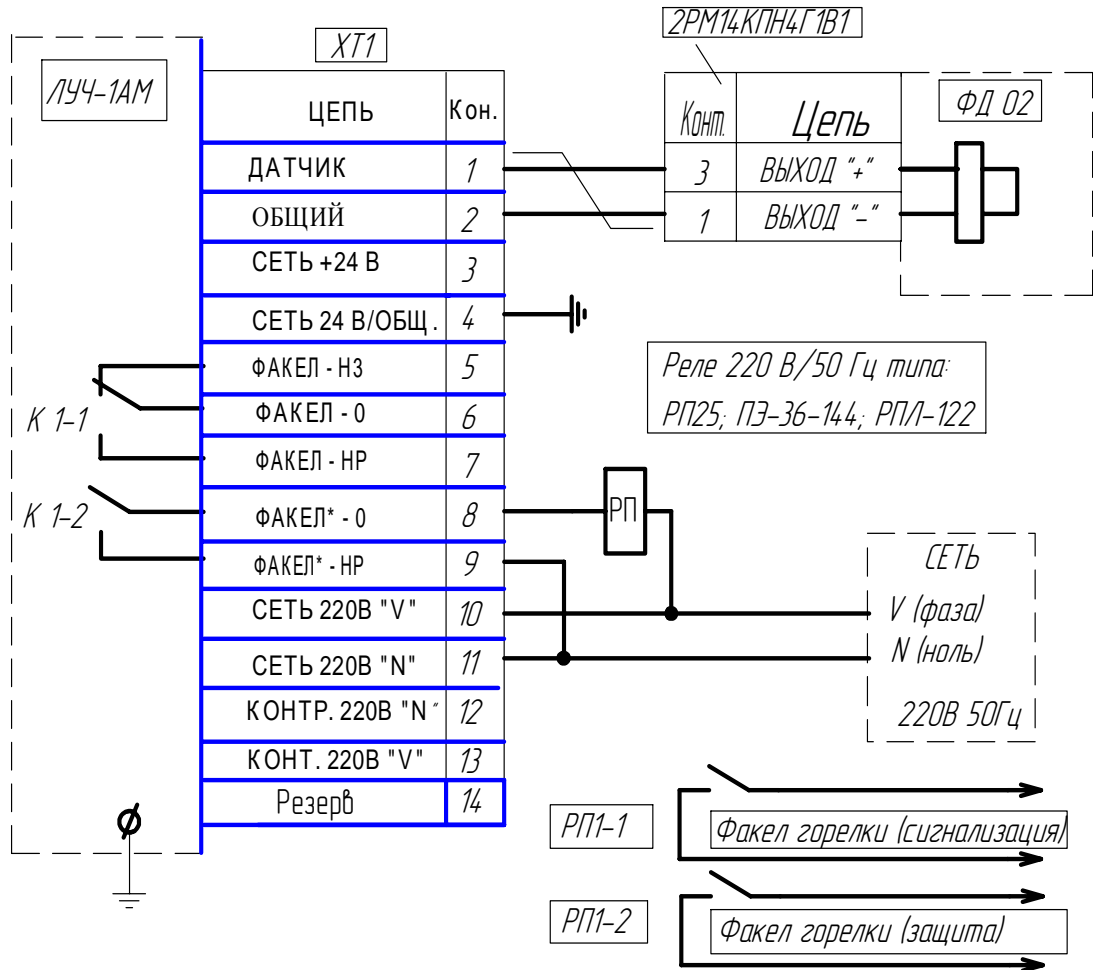 2РМ14КПН4Г1В1
ХТ1
ЛУЧ-1АМ
ЦЕПЬ Кон.
ДАТЧИК 1
ОБЩИЙ 2
СЕТЬ +24 В 3
СЕТЬ 24 В/ОБЩ. 4
ФАКЕЛ - НЗ 5
ФАКЕЛ - 0 6
ФАКЕЛ - НР 7
ФАКЕЛ* - 0 8
ФАКЕЛ* - НР 9
СЕТЬ 220В "V" 10
СЕТЬ 220В "N" 11
КОНТР. 220В "N" 12
КОНТ. 220В "V" 13
Резерв 14
К 1-1
К 1-2
Конт. Цепь
3 ВЫХОД "+"
1 ВЫХОД "-"
ФД 02
Реле 220 В/50 Гц типа:
РП25; ПЭ-36-144; РПЛ-122
РП
СЕТЬ
V (фаза)
N (ноль)
220В 50Гц
РП1-1
Факел горелки (сигнализация)
РП1-2
Факел горелки (защита)